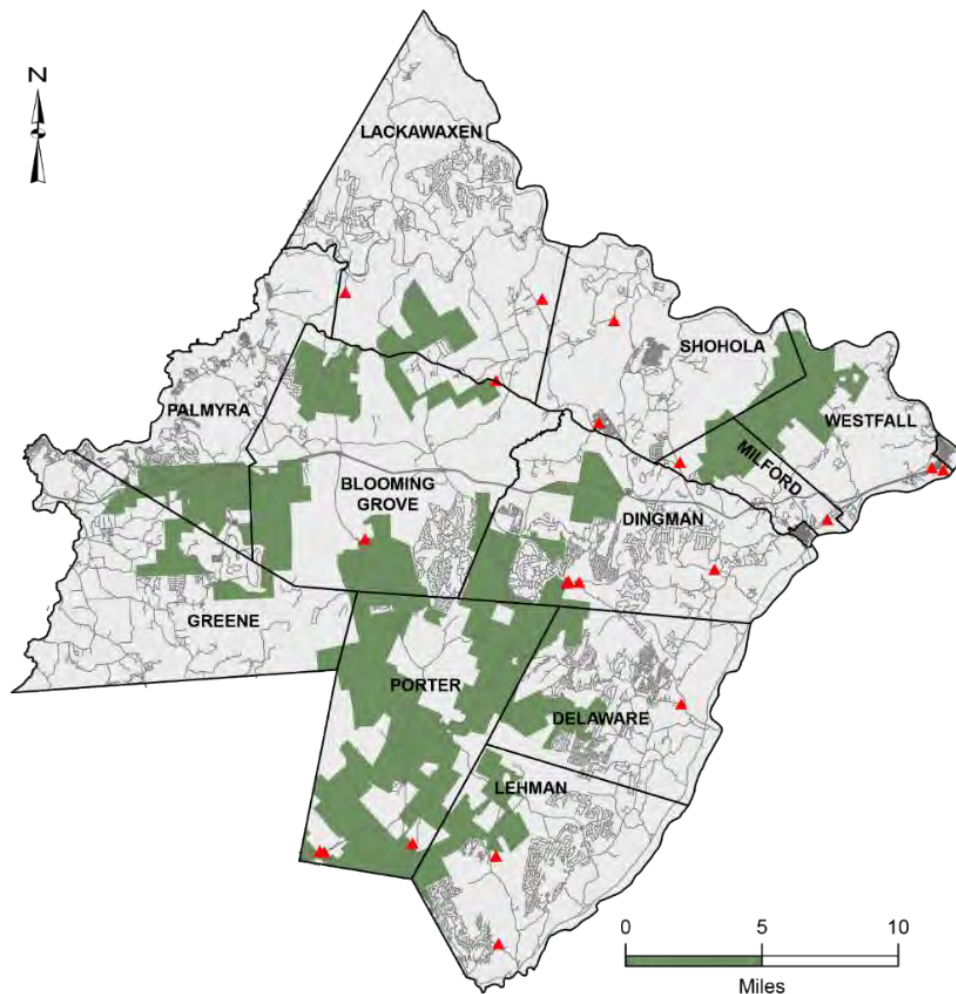 N
LACKAWAXEN
SHOHOLA
PALMYRA
WESTFALL
MILFORD
BLOOMING
GROVE
DINGMAN
GREENE
PORTER
DELAWARE
LEHMAN
0 5 10
Miles